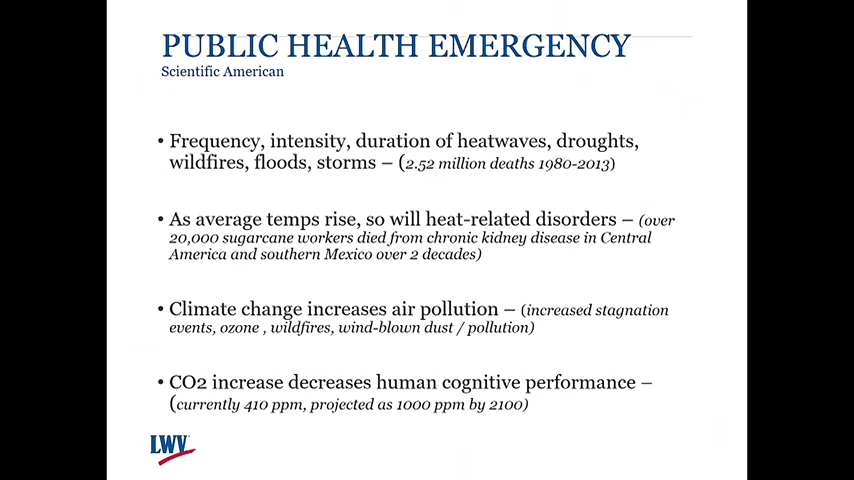 PUBLIC HEALTH EMERGENCY
Scientific American
• Frequency, intensity, duration of heatwaves, droughts,
wildfires, floods, storms – (2.52 million deaths 1980-2013)
• As average temps rise, so will heat-related disorders – (over
20,000 sugarcane workers died from chronic kidney disease in Central
America and southern Mexico over 2 decades)
• Climate change increases air pollution – (increased stagnation
events, ozone , wildfires, wind-blown dust / pollution)
• CO2 increase decreases human cognitive performance –
(currently 410 ppm, projected as 1000 ppm by 2100)
LWV